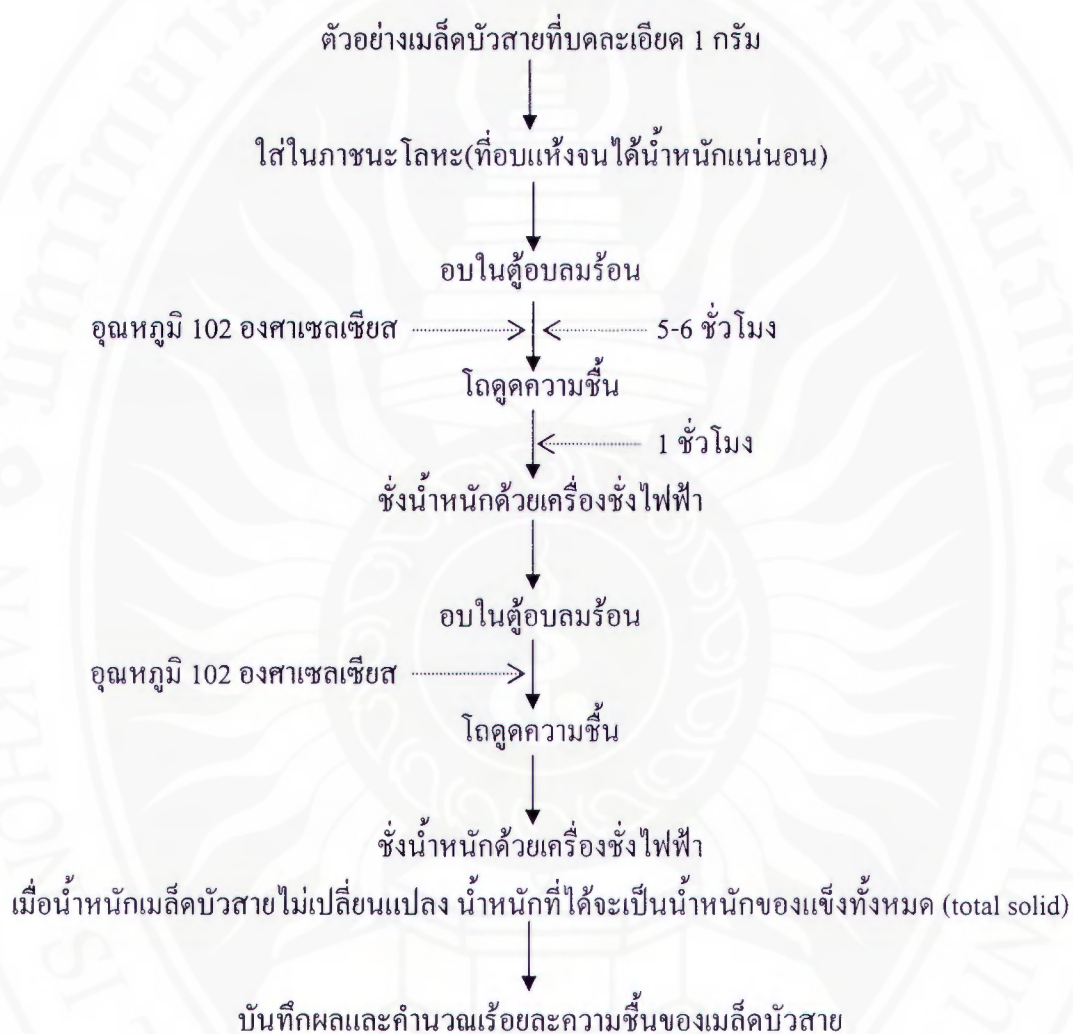 ตัวอย่างเมล็ดบัวสายที่บดละเอียด 1 กรัม
ใส่ในภาชนะโลหะ(ที่อบแห้งจนได้น้ำหนักแน่นอน)
อบในตู้อบลมร้อน
อุณหภูมิ 102 องศาเซลเซียส 5-6 ชั่วโมง
โถดูดความชื้น
1 ชั่วโมง
ชั่งน้ำหนักด้วยเครื่องชั่งไฟฟ้า
อบในตู้อบลมร้อน
อุณหภูมิ 102 องศาเซลเซียส
โถดูดความชื้น
ชั่งน้ำหนักด้วยเครื่องชั่งไฟฟ้า
เมื่อน้ำหนักเมล็ดบัวสายไม่เปลี่ยนแปลง น้ำหนักที่ได้จะเป็นน้ำหนักของแข็งทั้งหมด (total solid)
บันทึกผลและคำนวณร้อยละความชื้นของเมล็ดบัวสาย